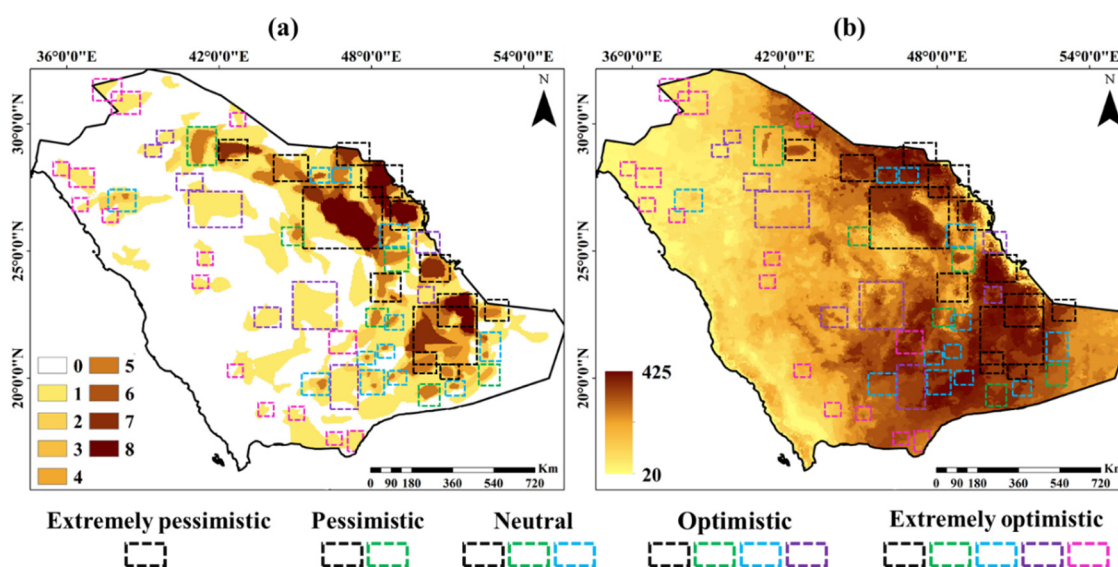 (a) (b)
36°0'0"E 42°0'0"E 48°0'0"E 54°0'0"E 36°0'0"E 42°0'0"E 48°0'0"E 54°0'0"E
N N
30°0'0"N
25°0'0"N
20°0'0"N
30°0'0"N
25°0'0"N
20°0'0"N
0 5
1 6
2 7
3 8
4
425
20
Km
0 90 180 360 540 720
Km
0 90 180 360 540 720
Extremely pessimistic Pessimistic Neutral Optimistic Extremely optimistic